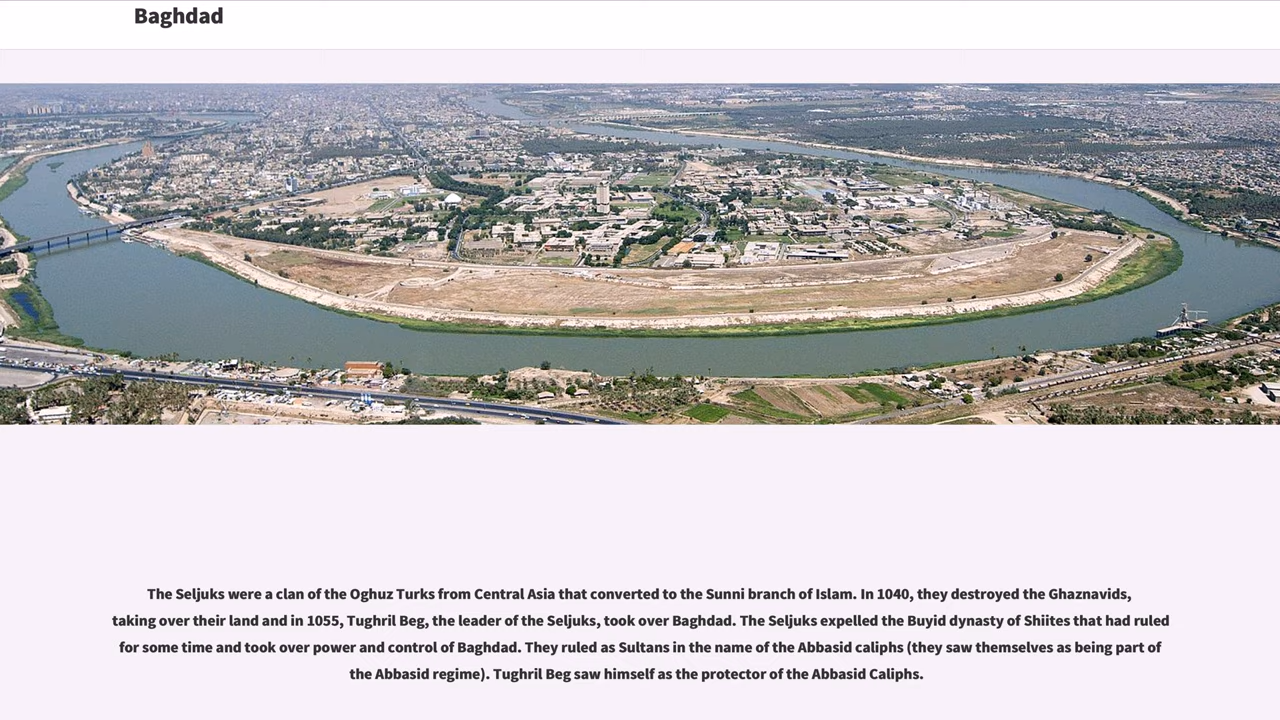 Baghdad
The Seljuks were a clan of the Oghuz Turks from Central Asia that converted to the Sunni branch of Islam. In 1040, they destroyed the Ghaznavids,
taking over their land and in 1055, Tughril Beg, the leader of the Seljuks, took over Baghdad. The Seljuks expelled the Buyid dynasty of Shiites that had ruled
for some time and took over power and control of Baghdad. They ruled as Sultans in the name of the Abbasid caliphs (they saw themselves as being part of
the Abbasid regime). Tughril Beg saw himself as the protector of the Abbasid Caliphs.